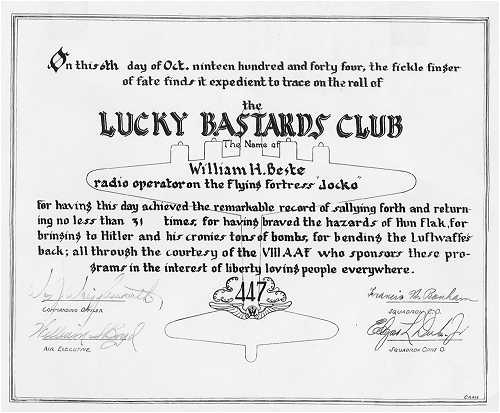 On this 6th day of Oct. nineteen hundred and forty four, the fickle finger
of fate finds it expedient to trace on the roll of
the
LUCKY BASTARDS CLUB
The Name of
William H. Beste
radio operator on the Flying Fortress "Jocko"
for having this day achieved the remarkable record of sallying forth and return-
ing no less than 31 times, for having braved the hazards of Hun Flak, for
bringing to Hitler and his cronies tons of bombs, for bending the Luftwaffes
back; all through the courtesy of the VIII AAF who sponsors these pro-
grams in the interest of liberty loving people everywhere.
447
COMMANDING OFFICER
SQUADRON C.O.
AIR EXECUTIVE
SQUADRON OPNS O.